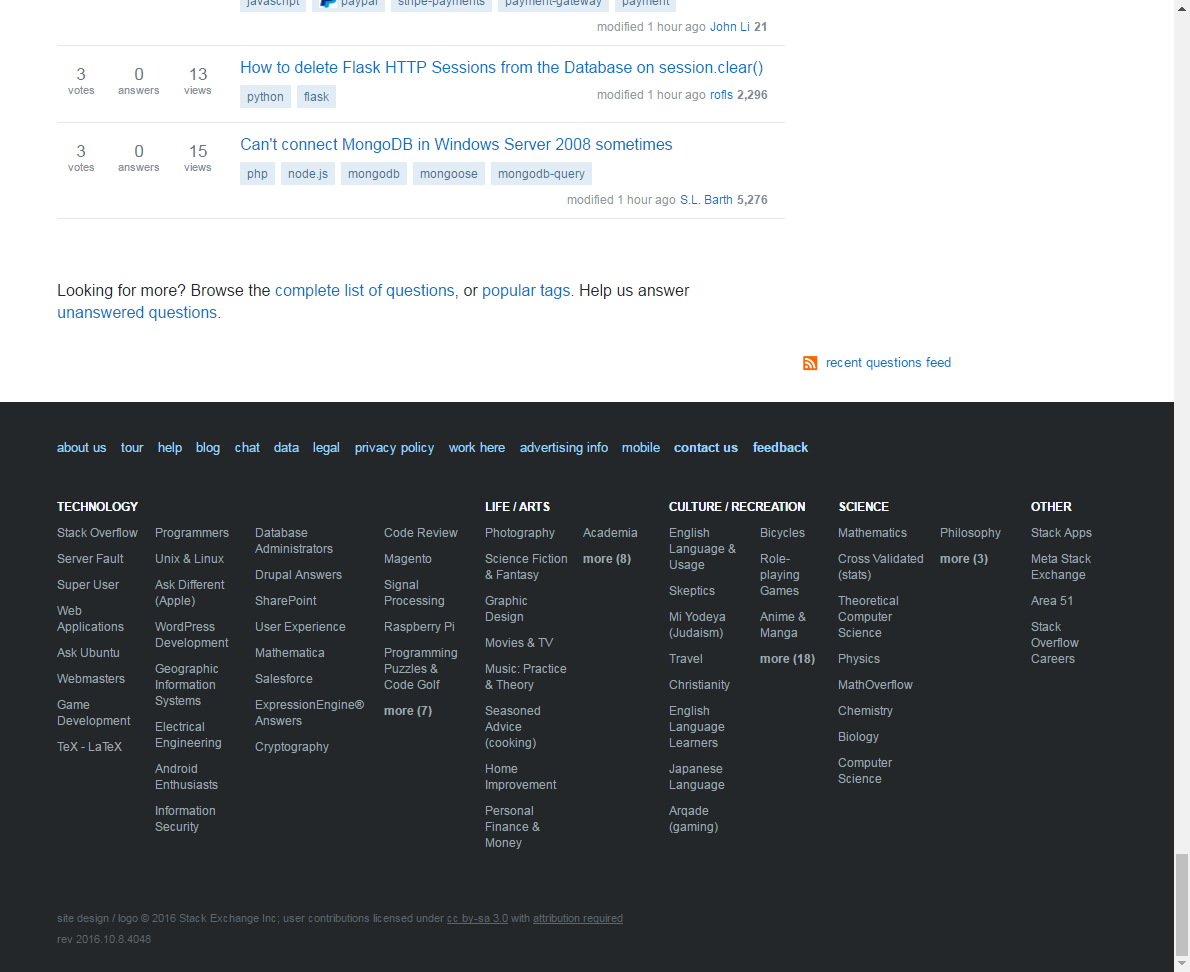 javascript paypal stripe-payments payment-gateway payment
modified 1 hour ago John Li 21
3 votes 0 answers 13 views
How to delete Flask HTTP Sessions from the Database on session.clear()
python flask
modified 1 hour ago rofls 2,296
3 votes 0 answers 15 views
Can't connect MongoDB in Windows Server 2008 sometimes
php node.js mongodb mongoose mongodb-query
modified 1 hour ago S.L. Barth 5,276
Looking for more? Browse the complete list of questions, or popular tags. Help us answer
unanswered questions.
recent questions feed
about us tour help blog chat data legal privacy policy work here advertising info mobile contact us feedback
TECHNOLOGY
Stack Overflow
Server Fault
Super User
Web
Applications
Ask Ubuntu
Webmasters
Game
Development
TeX - LaTeX
Programmers
Unix & Linux
Ask Different
(Apple)
WordPress
Development
Geographic
Information
Systems
Electrical
Engineering
Android
Enthusiasts
Information
Security
Database
Administrators
Drupal Answers
SharePoint
User Experience
Mathematica
Salesforce
ExpressionEngine®
Answers
Cryptography
Code Review
Magento
Signal
Processing
Raspberry Pi
Programming
Puzzles &
Code Golf
more (7)
LIFE / ARTS
Photography
Science Fiction
& Fantasy
Graphic
Design
Movies & TV
Music: Practice
& Theory
Seasoned
Advice
(cooking)
Home
Improvement
Personal
Finance &
Money
Academia
more (8)
CULTURE / RECREATION
English
Language &
Usage
Skeptics
Mi Yodeya
(Judaism)
Travel
Christianity
English
Language
Learners
Japanese
Language
Arqade
(gaming)
Bicycles
Role-
playing
Games
Anime &
Manga
more (18)
SCIENCE
Mathematics
Cross Validated
(stats)
Theoretical
Computer
Science
Physics
MathOverflow
Chemistry
Biology
Computer
Science
Philosophy
more (3)
OTHER
Stack Apps
Meta Stack
Exchange
Area 51
Stack
Overflow
Careers
site design / logo © 2016 Stack Exchange Inc; user contributions licensed under cc by-sa 3.0 with attribution required
rev 2016.10.8.4048